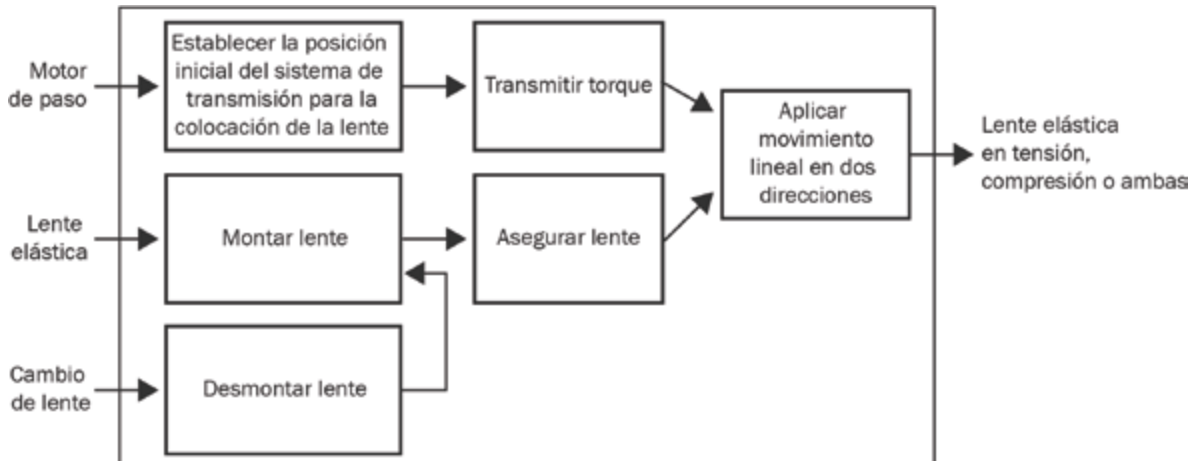 Motor
de paso
Establecer la posición
inicial del sistema de
transmisión para la
colocación de la lente
Transmitir torque
Aplicar
movimiento
lineal en dos
direcciones
Lente elástica
en tensión,
compresión o ambas
Lente
elástica
Montar lente
Asegurar lente
Cambio
de lente
Desmontar lente